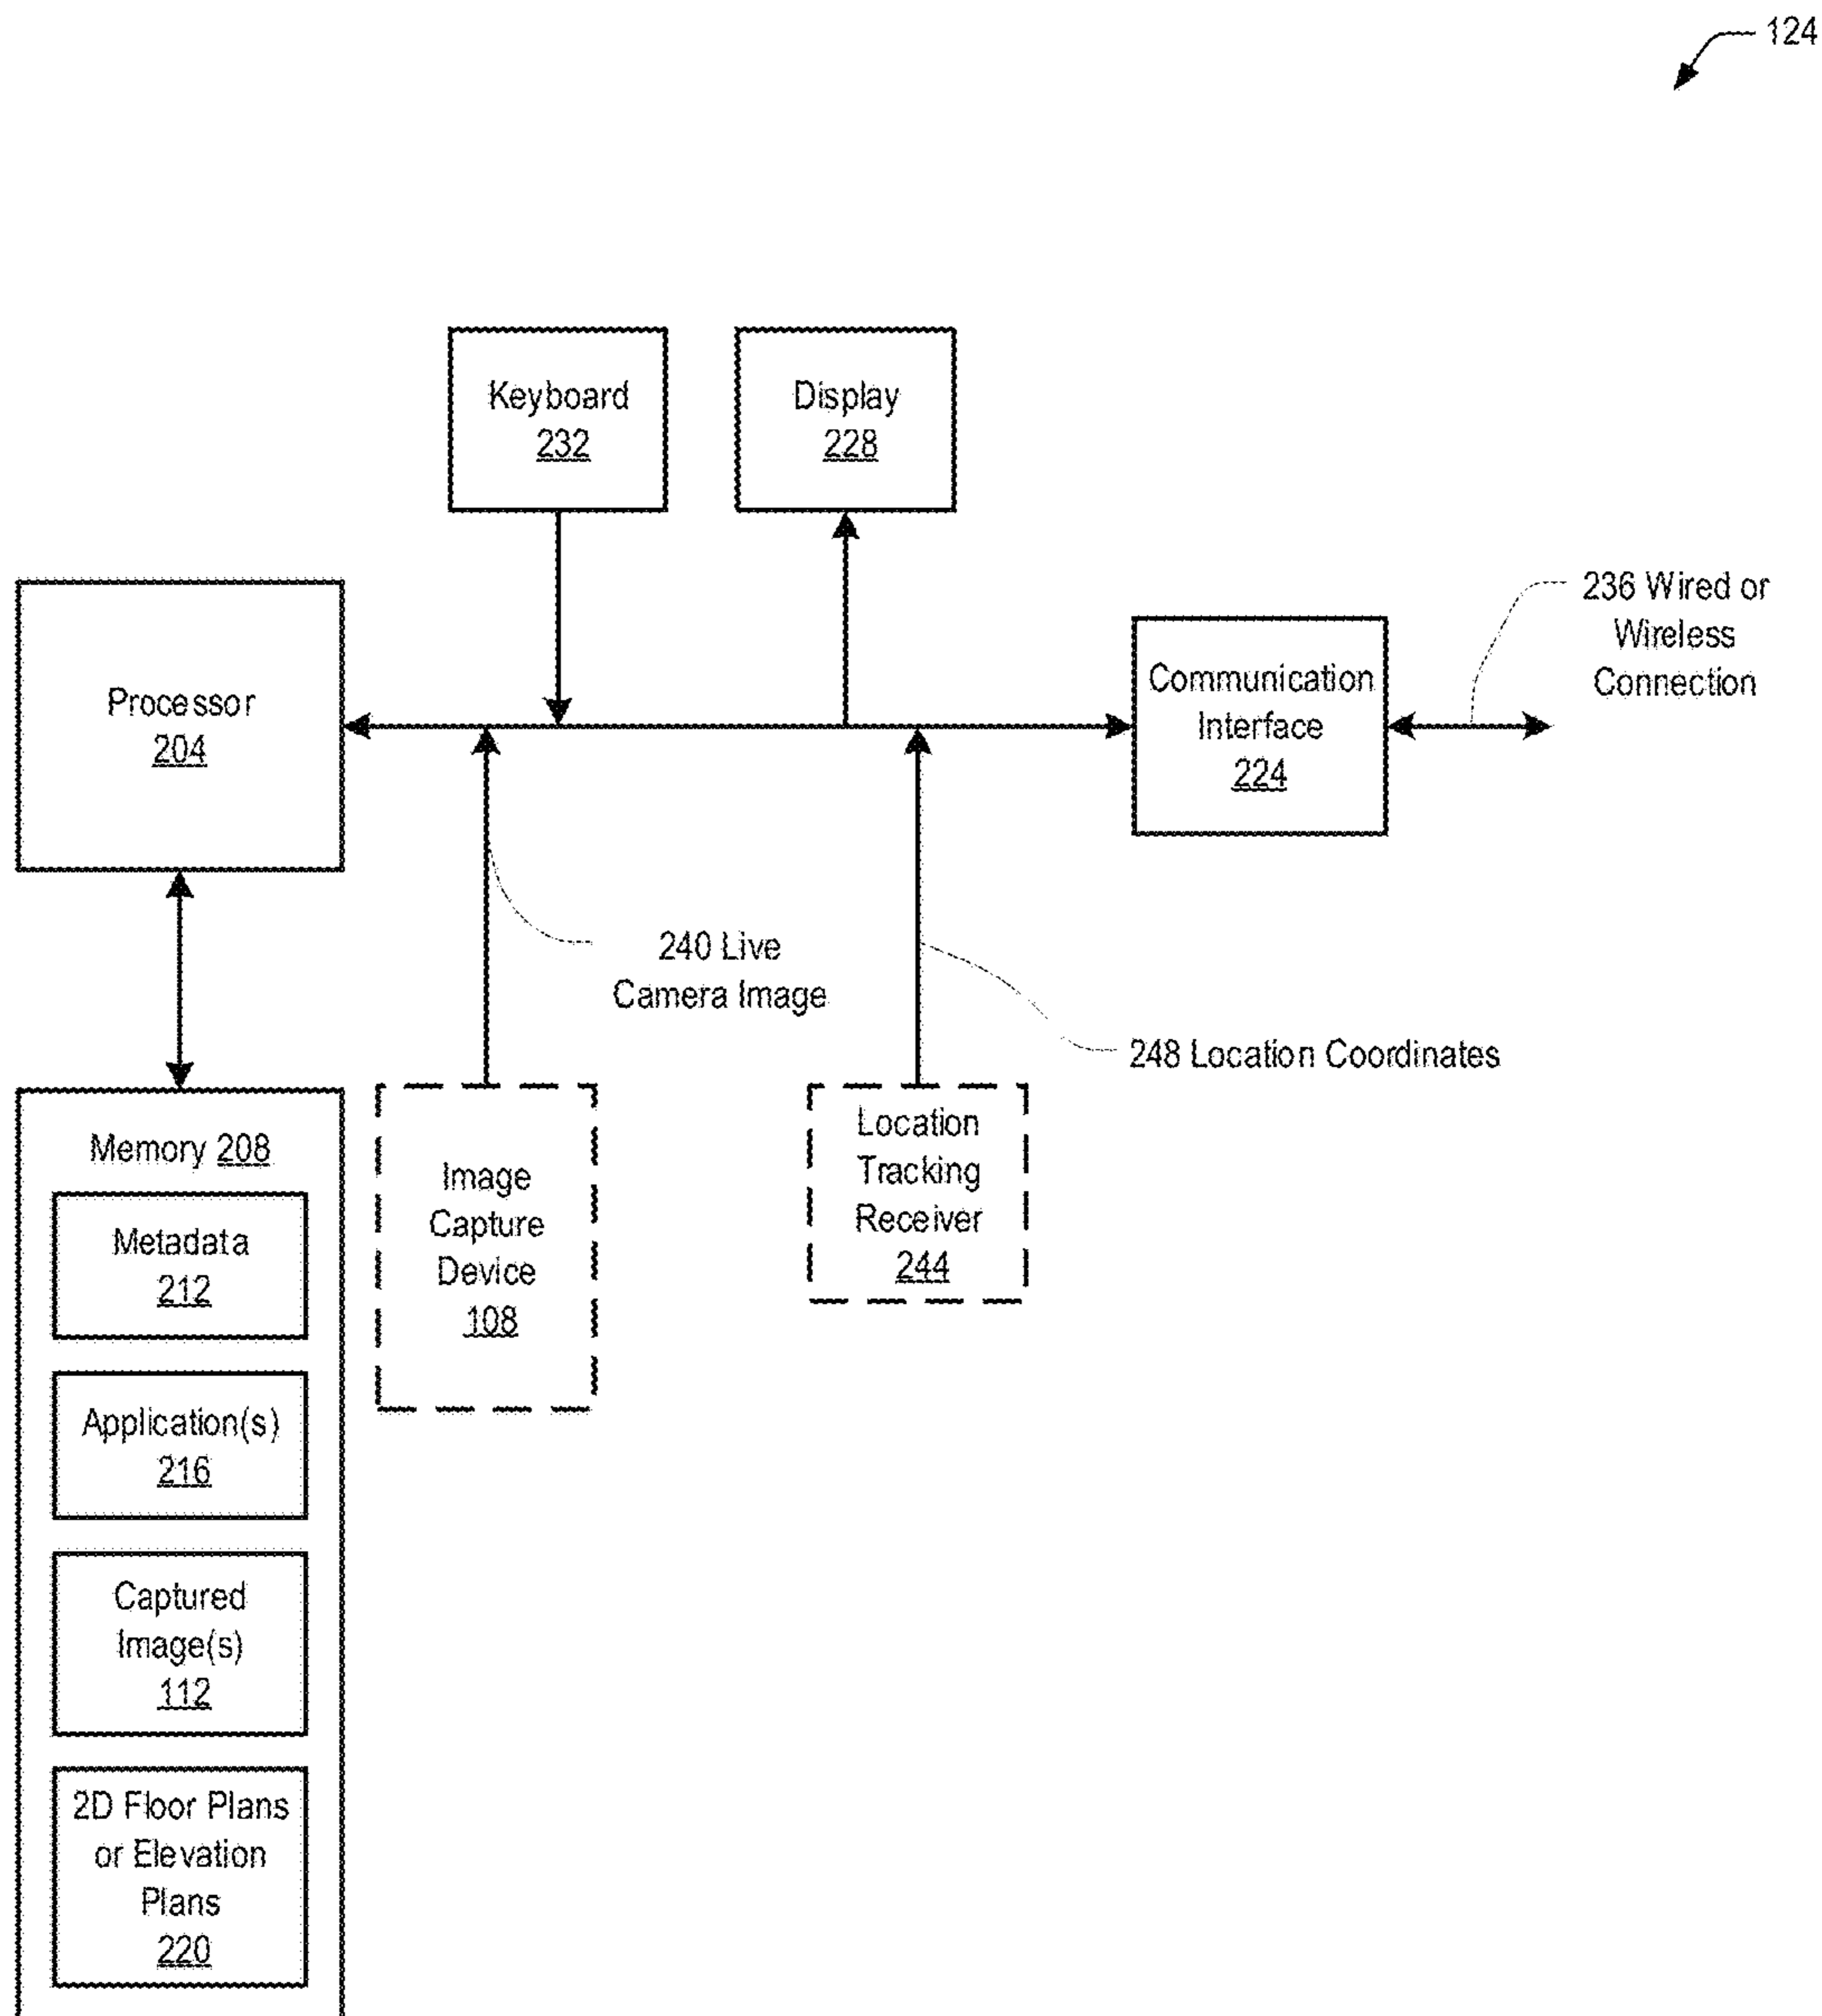 124
Keyboard
232
Display
228
Processor
204
Communication
Interface
224
236 Wired or
Wireless
Connection
240 Live
Camera Image
248 Location Coordinates
Memory 208
Metadata
212
Application(s)
216
Captured
Image(s)
112
2D Floor Plans
or Elevation
Plans
220
Image
Capture
Device
108
Location
Tracking
Receiver
244